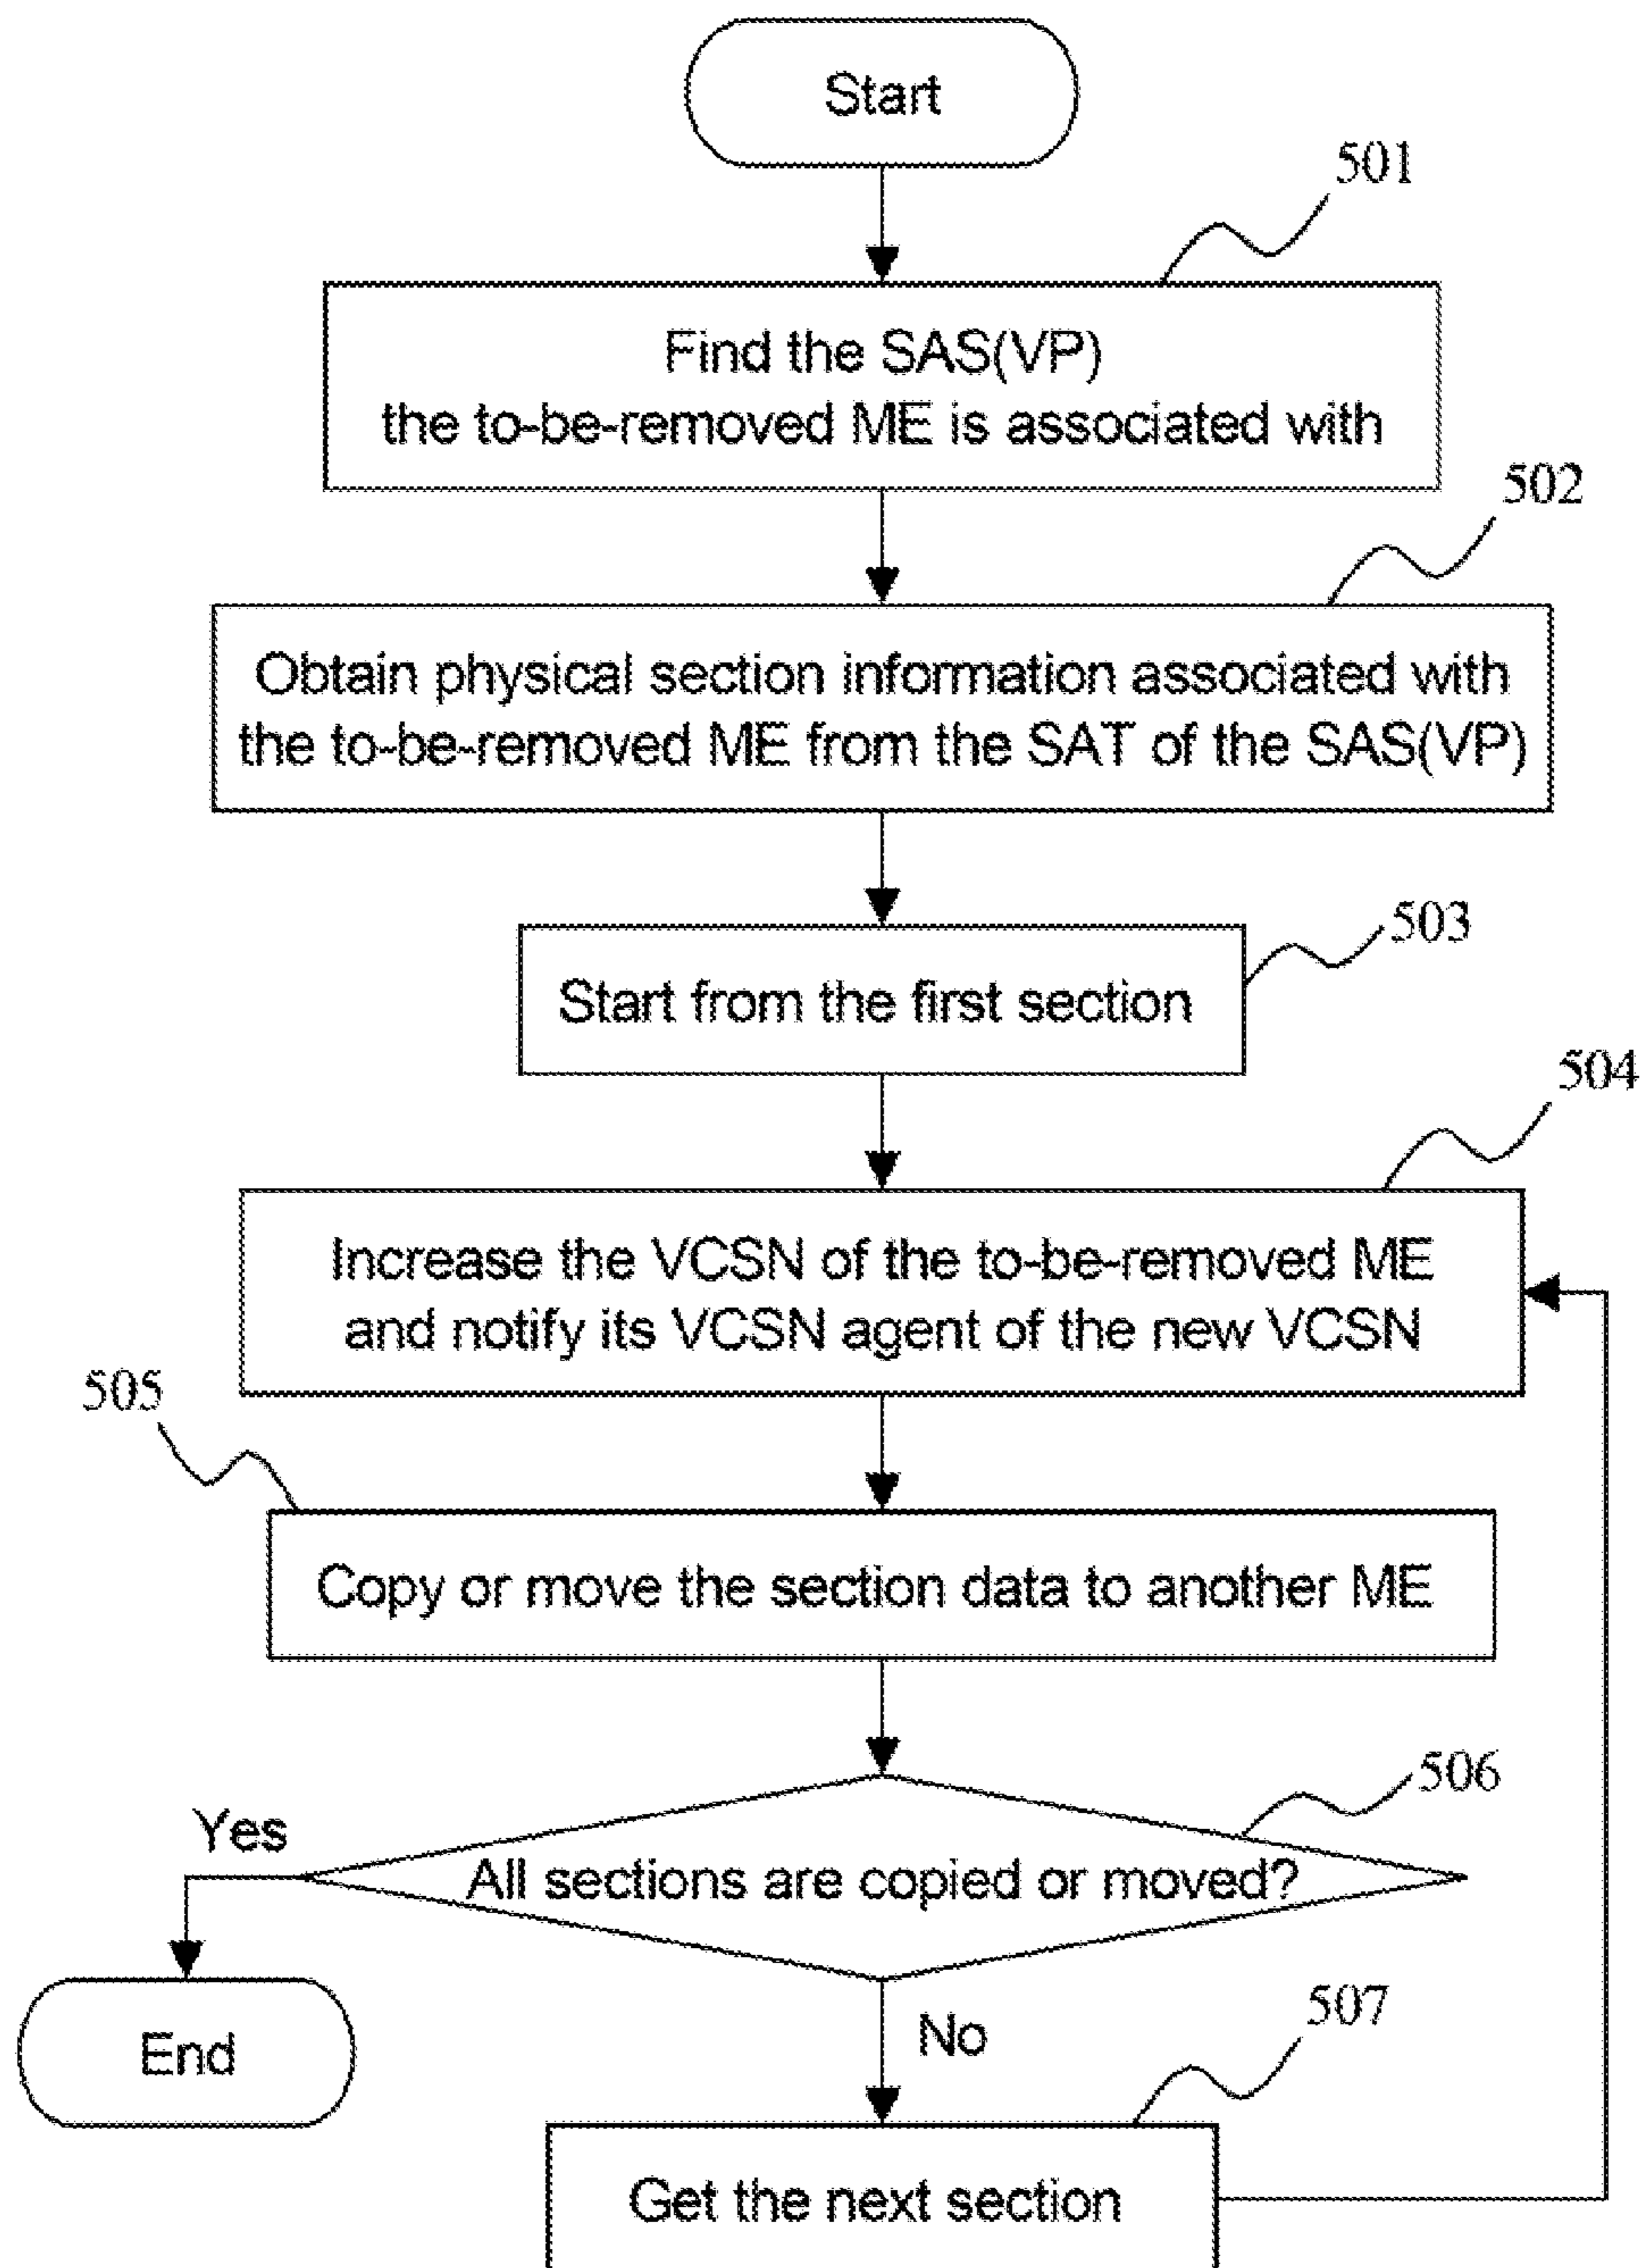 Start
501
Find the SAS(VP)
the to-be-removed ME is associated with
502
Obtain physical section information associated with
the to-be-removed ME from the SAT of the SAS(VP)
503
Start from the first section
504
Increase the VCSN of the to-be-removed ME
and notify its VCSN agent of the new VCSN
505
Copy or move the section data to another ME
506
Yes
All sections are copied or moved?
End
No
507
Get the next section